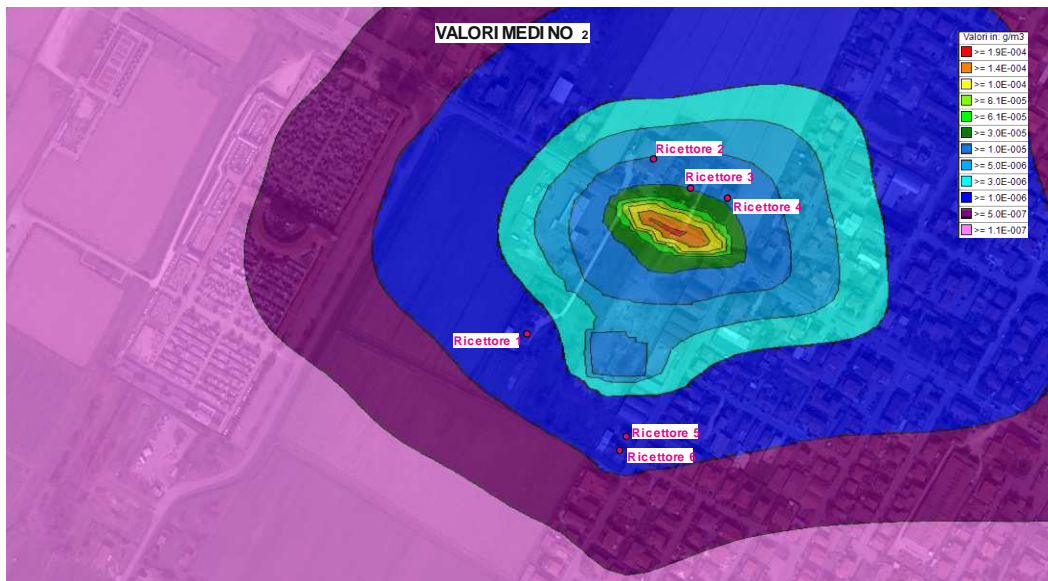 VALORI MEDI NO 2
Valori in: g/m3
>= 1.9E-004
>= 1.4E-004
>= 1.0E-004
>= 8.1E-005
>= 6.1E-005
>= 3.0E-005
>= 1.0E-005
>= 5.0E-006
>= 3.0E-006
>= 1.0E-006
>= 5.0E-007
>= 1.1E-007
Ricettore 2
Ricettore 3
Ricettore 4
Ricettore 1
Ricettore 5
Ricettore 6